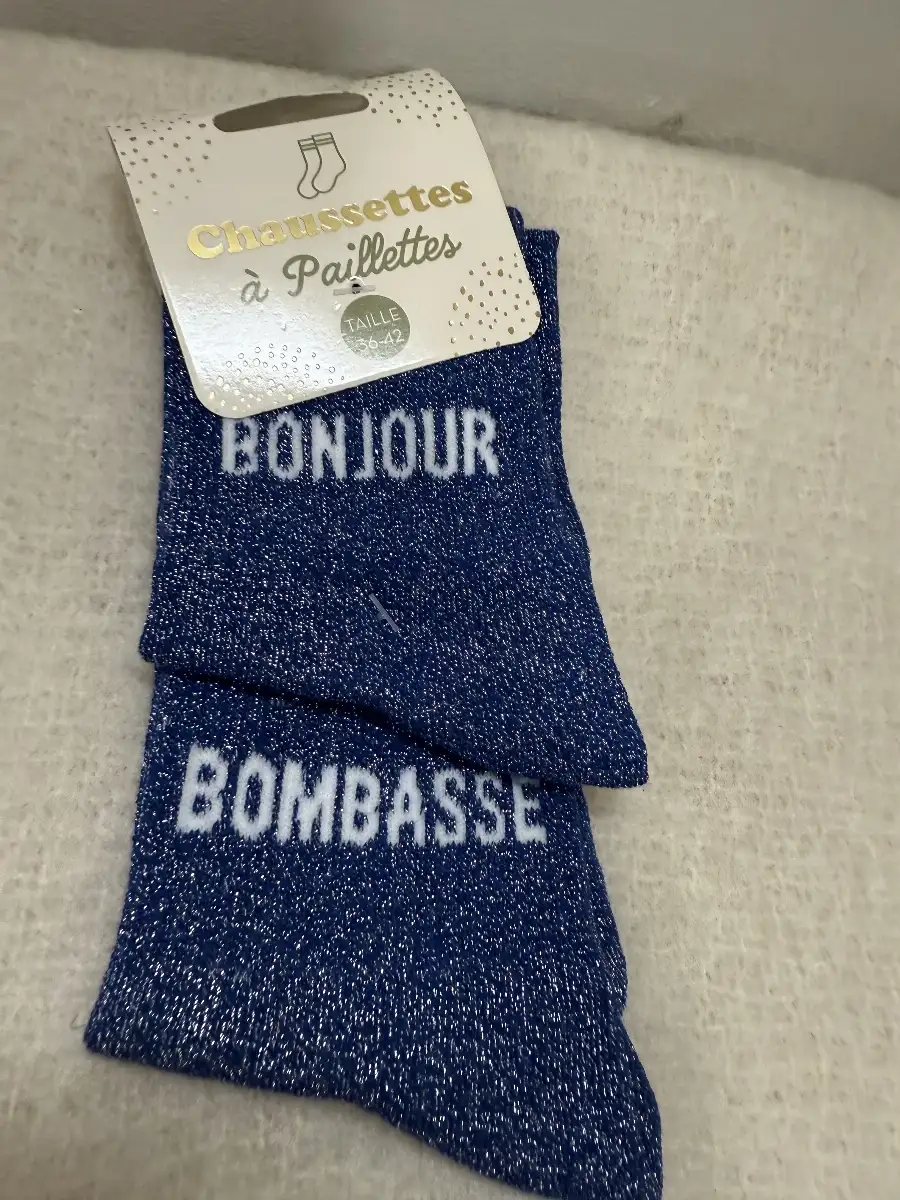 Chaussettes
à Paillettes
TAILLE
36-42
BONJOUR
BOMBASSE